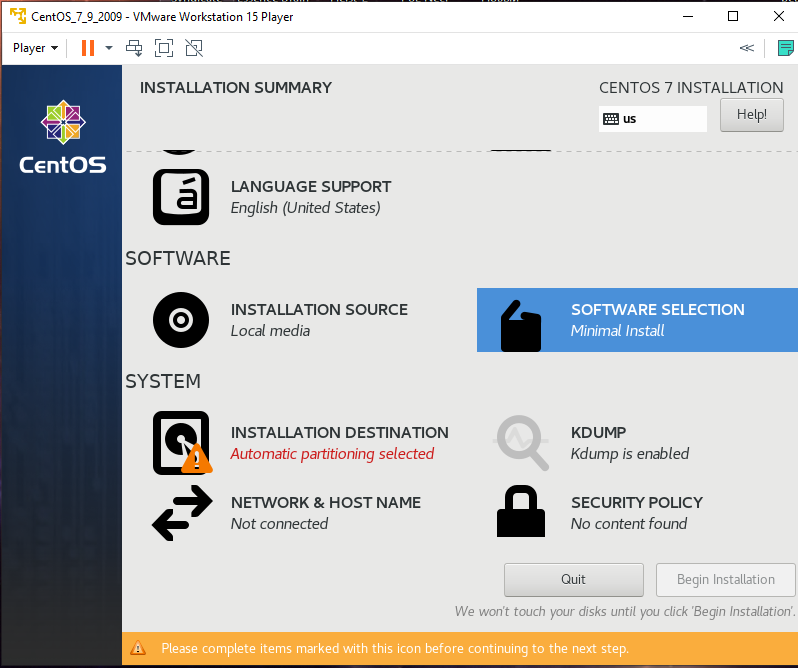 CentOS_7_9_2009 - VMware Workstation 15 Player
Player
<<
INSTALLATION SUMMARY
CENTOS 7 INSTALLATION
us
Help!
CentOS
á
LANGUAGE SUPPORT
English (United States)
SOFTWARE
INSTALLATION SOURCE
Local media
SOFTWARE SELECTION
Minimal Install
SYSTEM
INSTALLATION DESTINATION
Automatic partitioning selected
KDUMP
Kdump is enabled
NETWORK & HOST NAME
Not connected
SECURITY POLICY
No content found
Quit
Begin Installation
We won't touch your disks until you click 'Begin Installation'.
Please complete items marked with this icon before continuing to the next step.